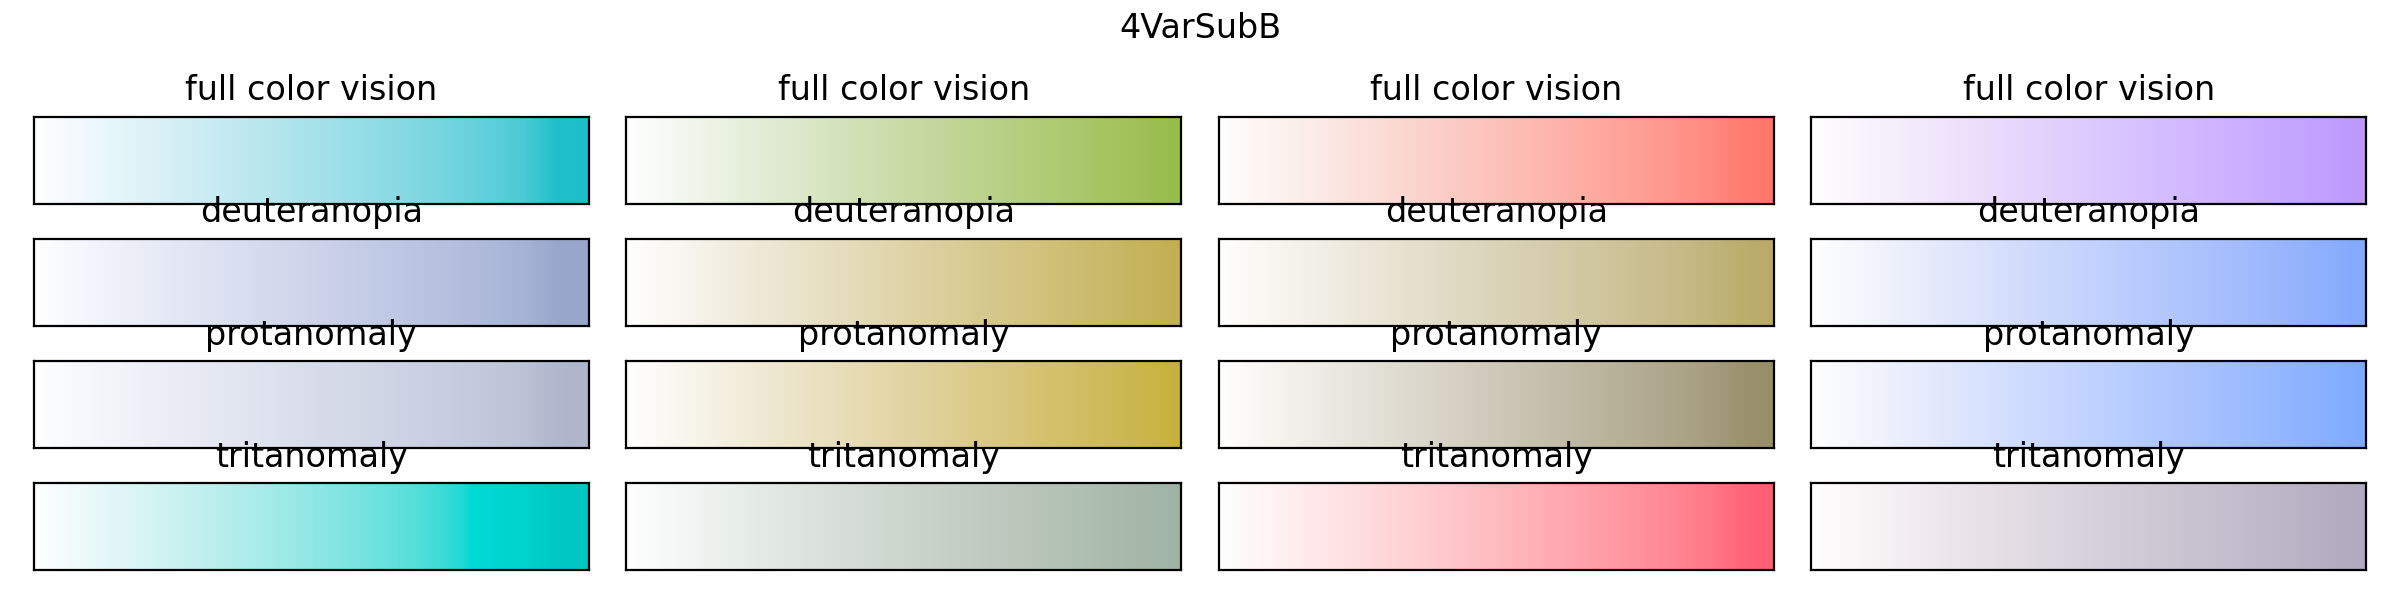 4VarSubB
full color vision full color vision full color vision full color vision
deuteranopia deuteranopia deuteranopia deuteranopia
protanomaly protanomaly protanomaly protanomaly
tritanomaly tritanomaly tritanomaly tritanomaly